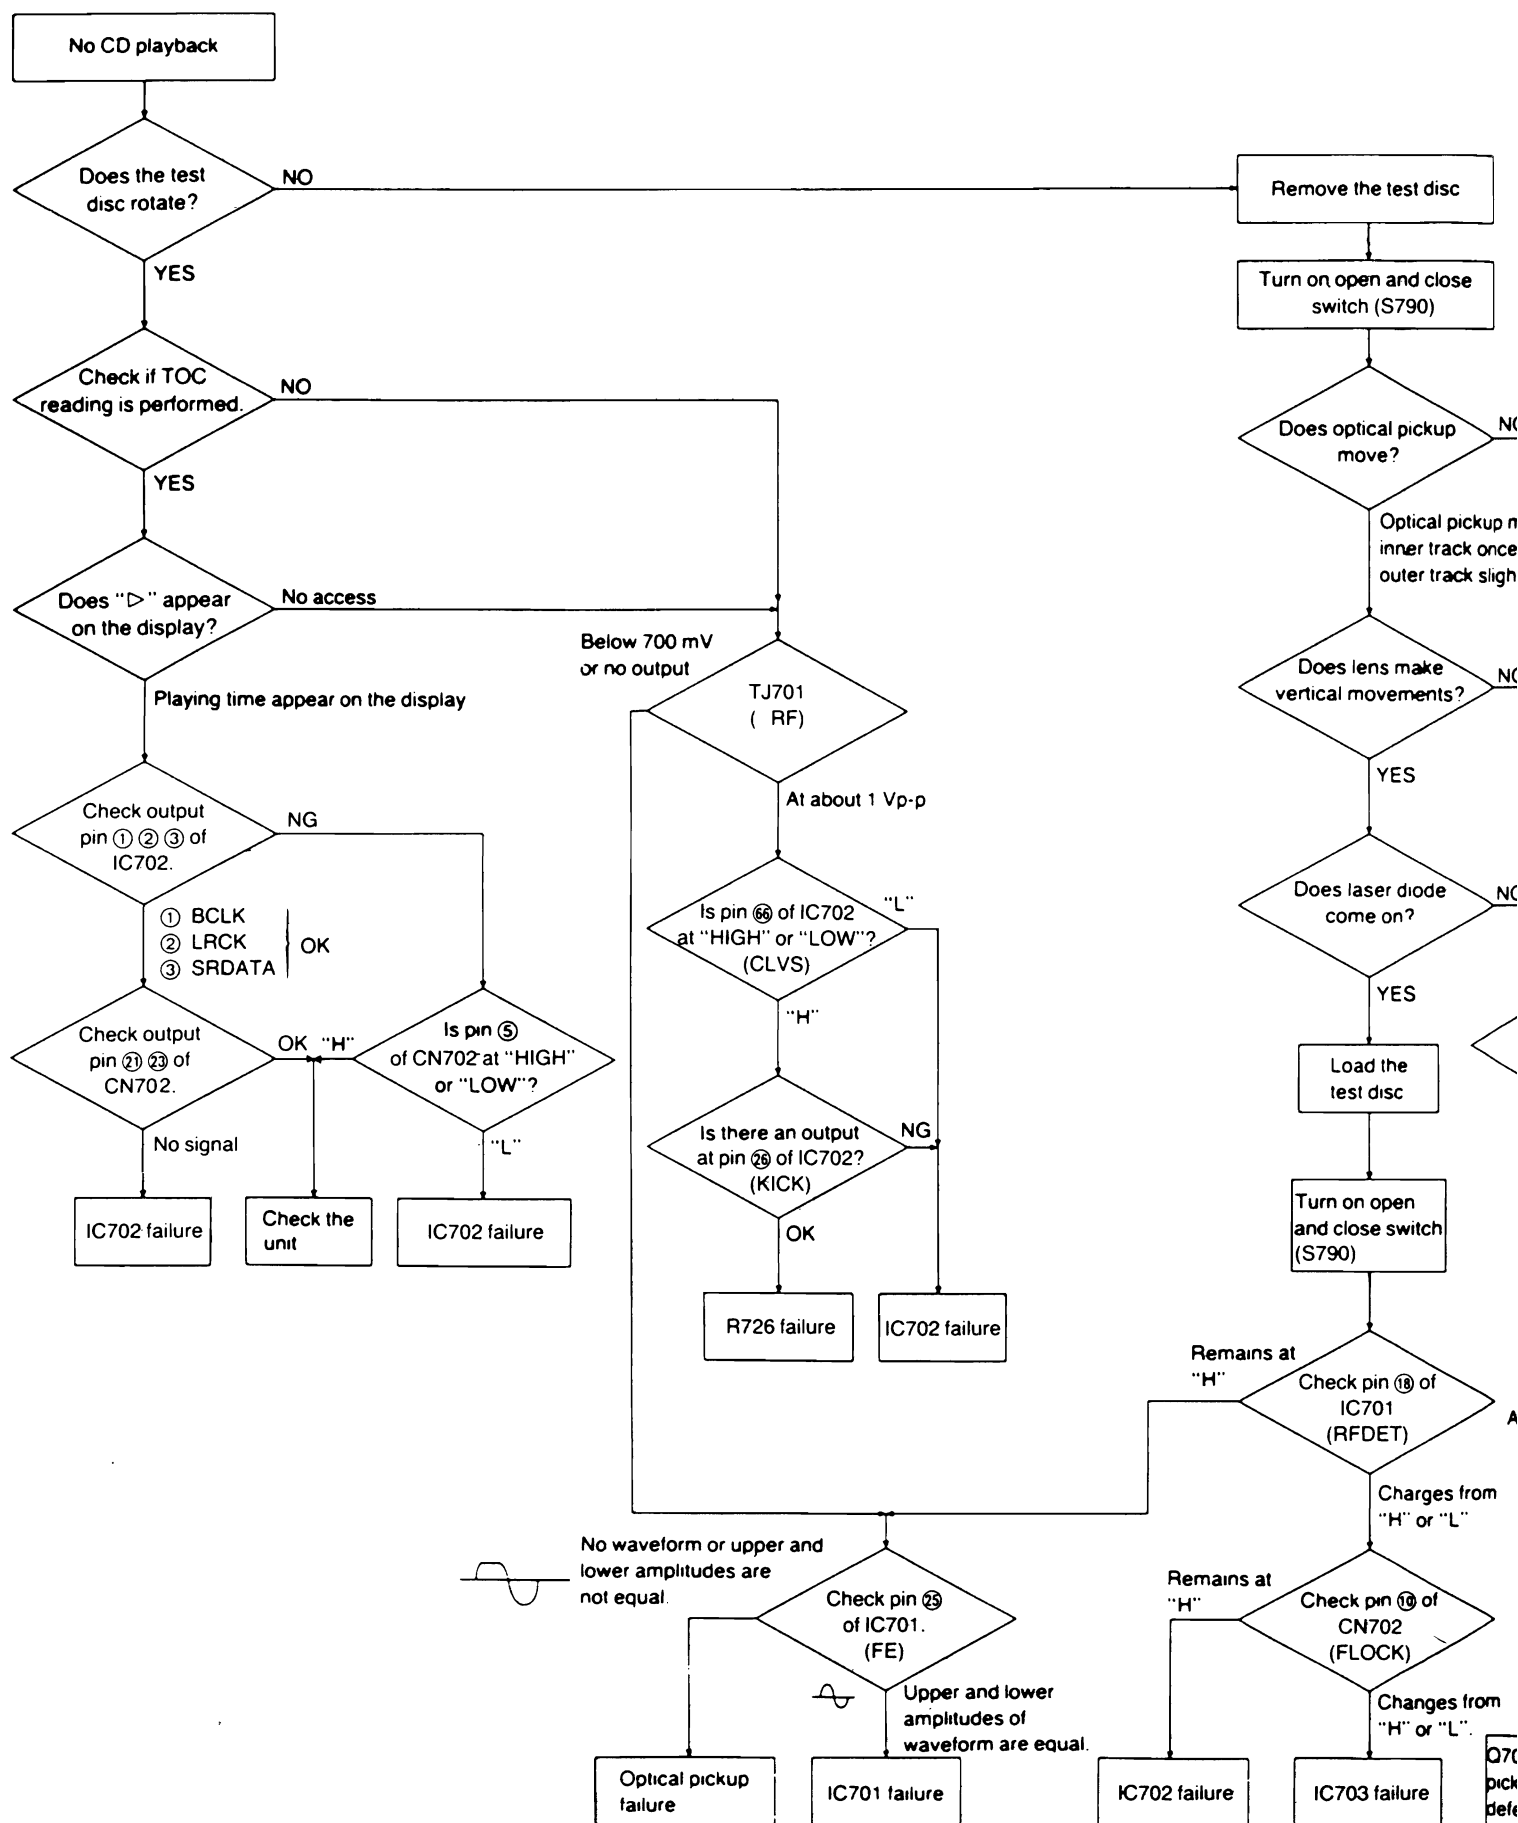 No CD playback
Does the test
disc rotate?
NO
YES
Remove the test disc
Turn on open and close
switch (S790)
Check if TOC
reading is performed.
NO
YES
Does optical pickup
move?
Optical pickup
inner track once
outer track
Does "▷" appear
on the display?
No access
Playing time appear on the display
Below 700 mV
or no output
TJ701
( RF)
At about 1 Vp-p
Does lens make
vertical movements?
YES
Check output
pin ① ② ③ of
IC702.
NG
① BCLK
② LRCK
③ SRDATA
OK
Is pin 66 of IC702
at "HIGH" or "LOW"?
(CLVS)
"L"
"H"
Does laser diode
come on?
YES
Check output
pin ㉑ ㉓ of
CN702.
OK
"H"
Is pin ⑤
of CN702 at "HIGH"
or "LOW"?
No signal
"L"
IC702 failure
Check the
unit
IC702 failure
Is there an output
at pin ㉖ of IC702?
(KICK)
NG
OK
R726 failure
IC702 failure
Load the
test disc
Turn on open
and close switch
(S790)
Remains at
"H"
Check pin ⑱ of
IC701
(RFDET)
Charges from
"H" or "L"
No waveform or upper and
lower amplitudes are
not equal.
Check pin ㉕
of IC701.
(FE)
Upper and lower
amplitudes of
waveform are equal.
Optical pickup
failure
IC701 failure
Remains at
"H"
Check pin ⑩ of
CN702
(FLOCK)
Changes from
"H" or "L".
IC702 failure
IC703 failure